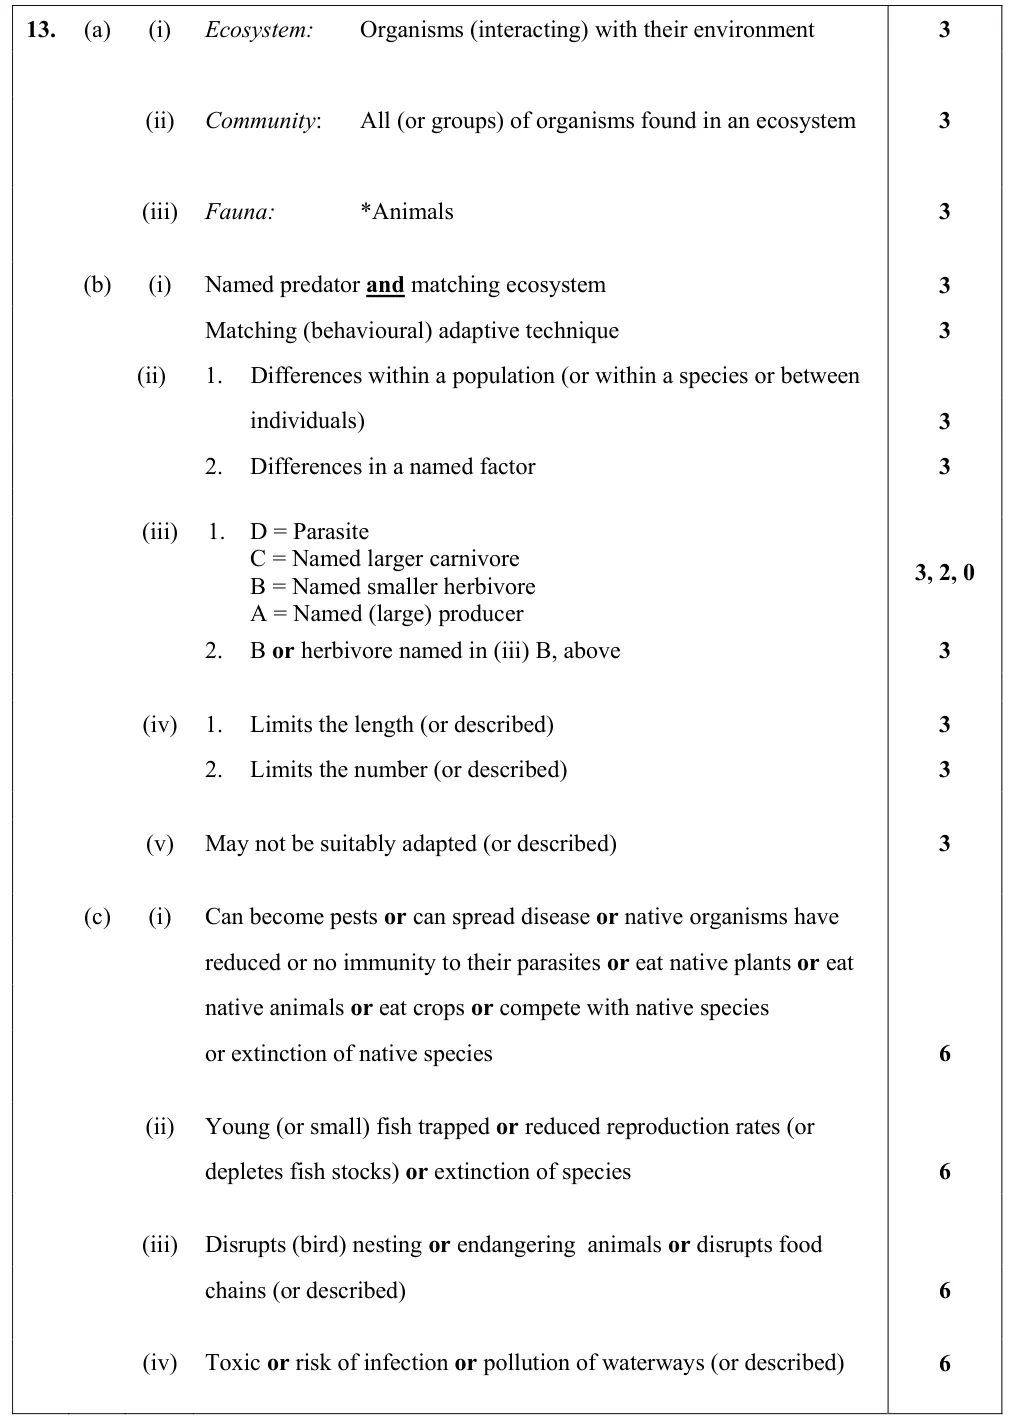 13. (a) (i) Ecosystem: Organisms (interacting) with their environment 3
(ii) Community: All (or groups) of organisms found in an ecosystem 3
(iii) Fauna: *Animals 3
(b) (i) Named predator and matching ecosystem 3
Matching (behavioural) adaptive technique 3
(ii) 1. Differences within a population (or within a species or between
individuals) 3
2. Differences in a named factor 3
(iii) 1. D = Parasite
C = Named larger carnivore
B = Named smaller herbivore
A = Named (large) producer
3, 2, 0
2. B or herbivore named in (iii) B, above 3
(iv) 1. Limits the length (or described) 3
2. Limits the number (or described) 3
(v) May not be suitably adapted (or described) 3
(c) (i) Can become pests or can spread disease or native organisms have
reduced or no immunity to their parasites or eat native plants or eat
native animals or eat crops or compete with native species
or extinction of native species 6
(ii) Young (or small) fish trapped or reduced reproduction rates (or
depletes fish stocks) or extinction of species 6
(iii) Disrupts (bird) nesting or endangering animals or disrupts food
chains (or described) 6
(iv) Toxic or risk of infection or pollution of waterways (or described) 6